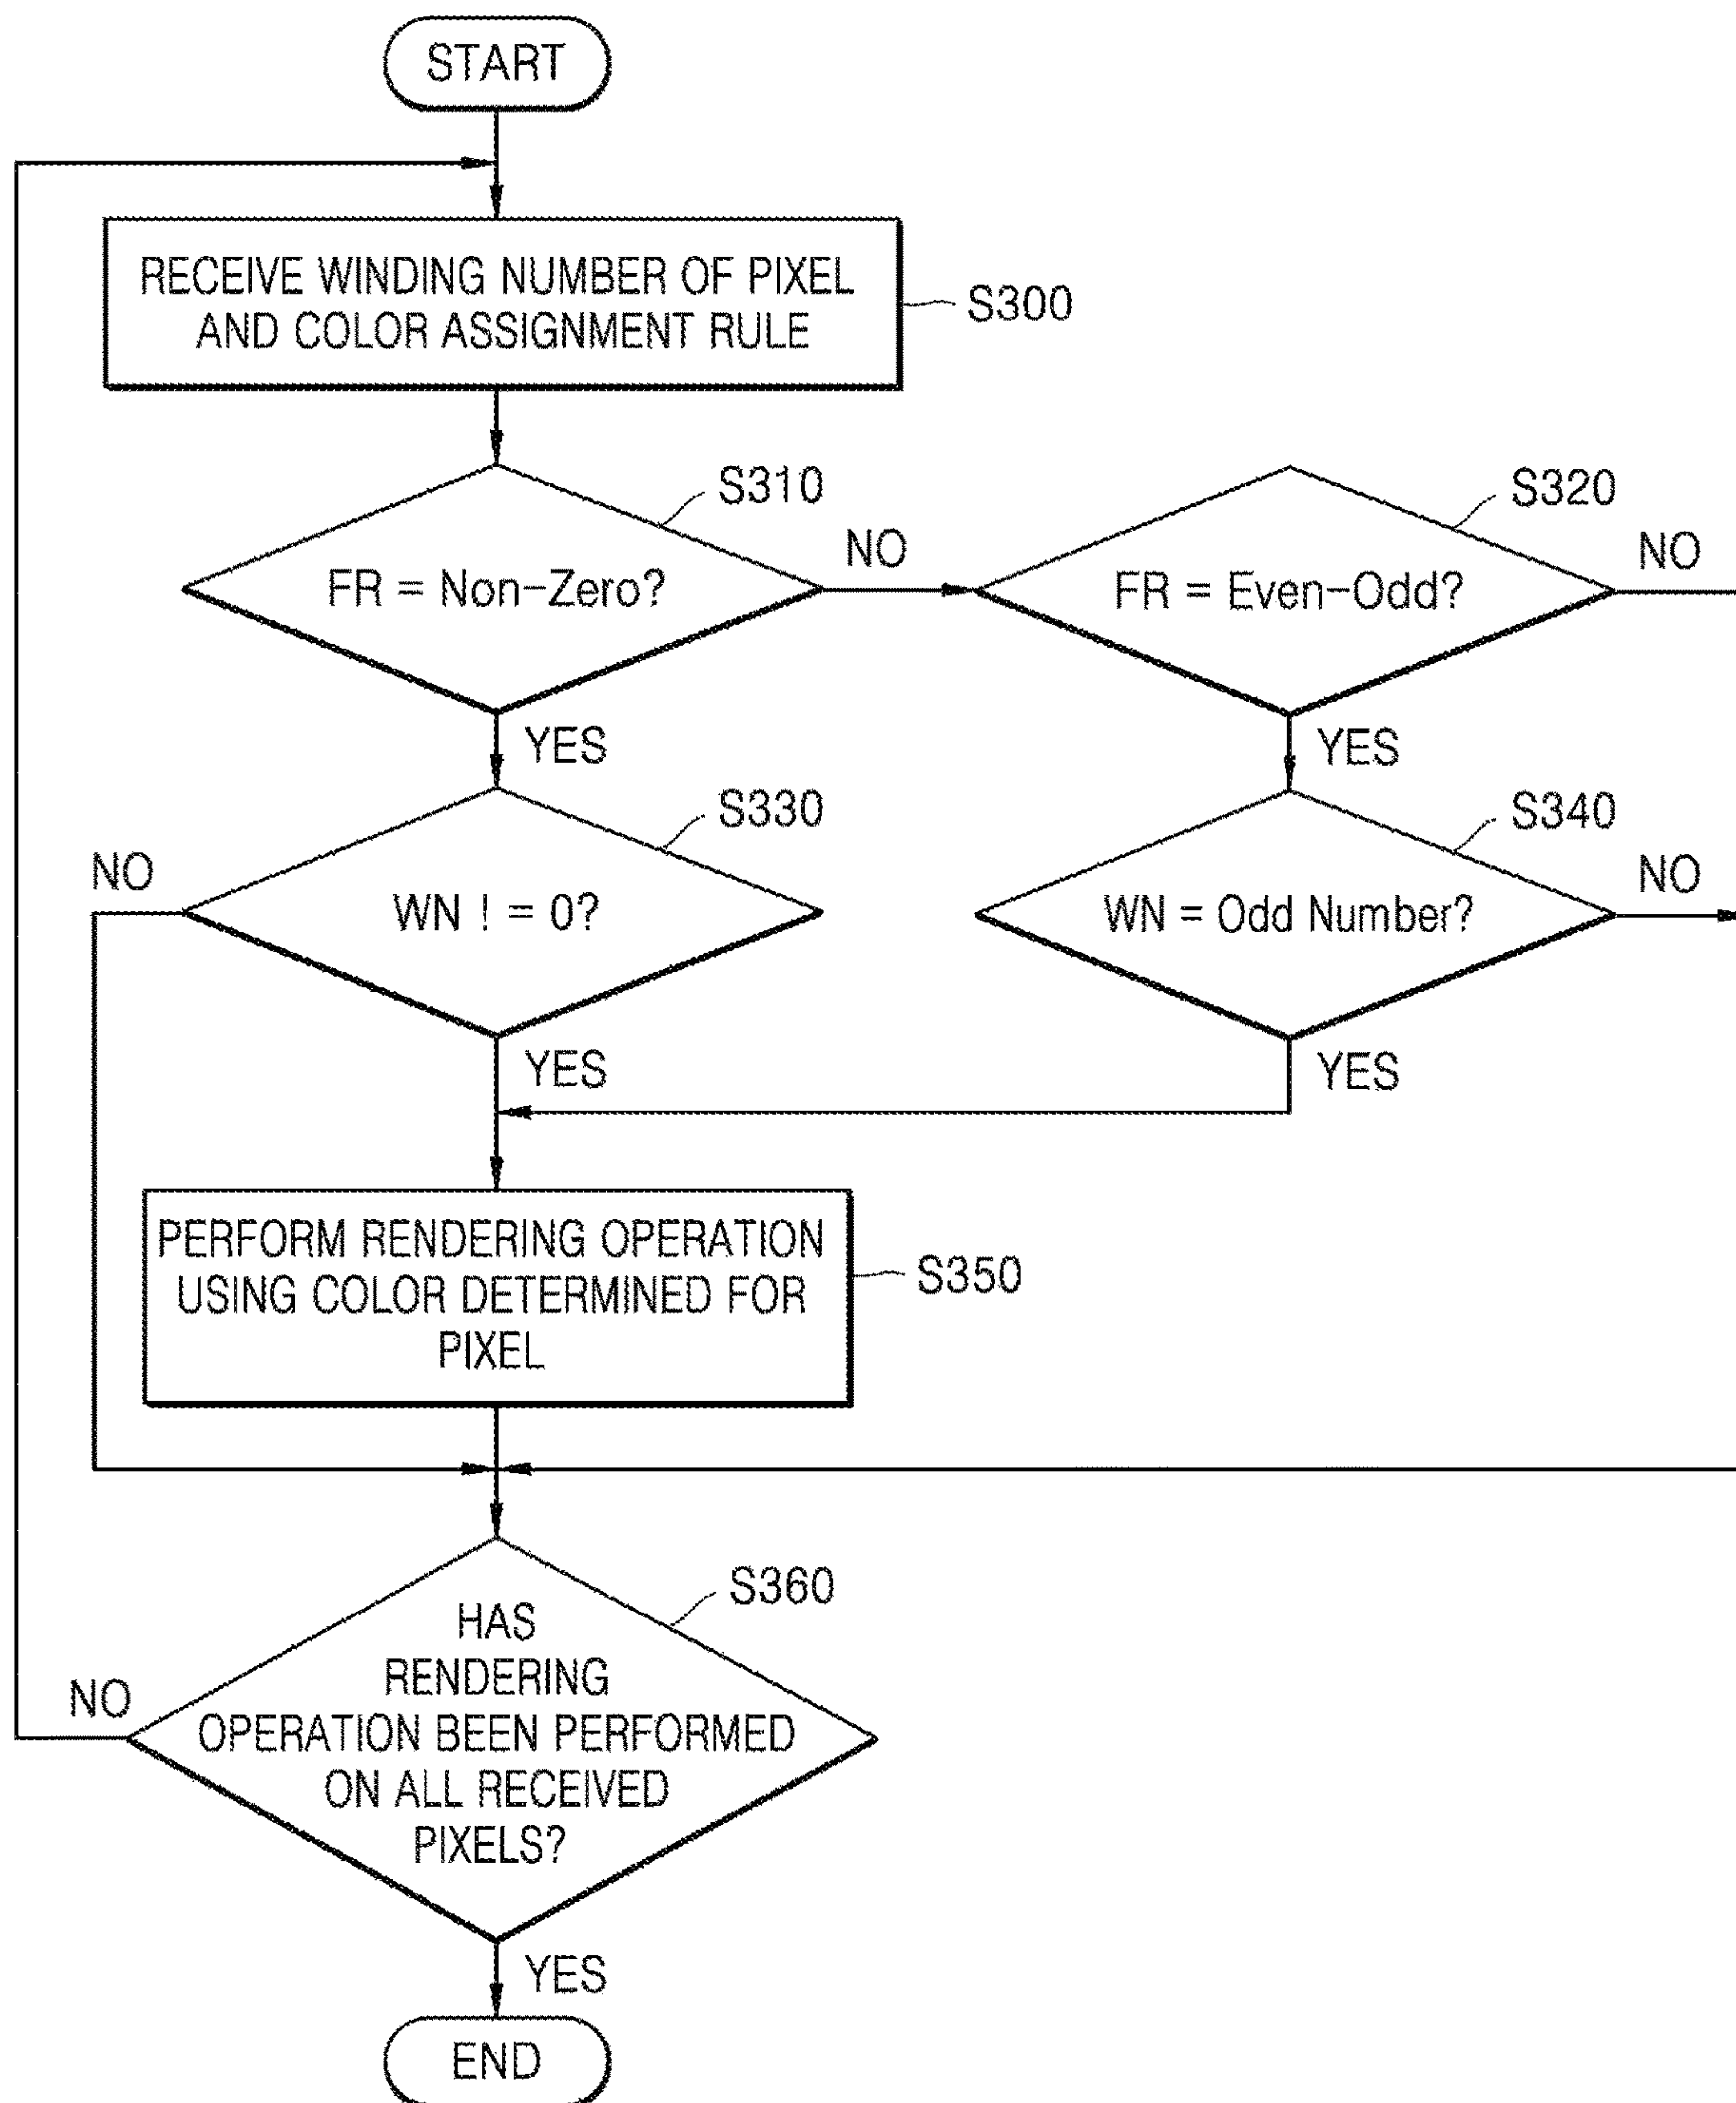 START
RECEIVE WINDING NUMBER OF PIXEL
AND COLOR ASSIGNMENT RULE
S300
S310
FR = Non-Zero?
NO
S320
FR = Even-Odd?
NO
YES
YES
S330
NO
WN ! = 0?
S340
WN = Odd Number?
NO
YES
YES
PERFORM RENDERING OPERATION
USING COLOR DETERMINED FOR
PIXEL
S350
S360
HAS
RENDERING
OPERATION BEEN PERFORMED
ON ALL RECEIVED
PIXELS?
NO
YES
END